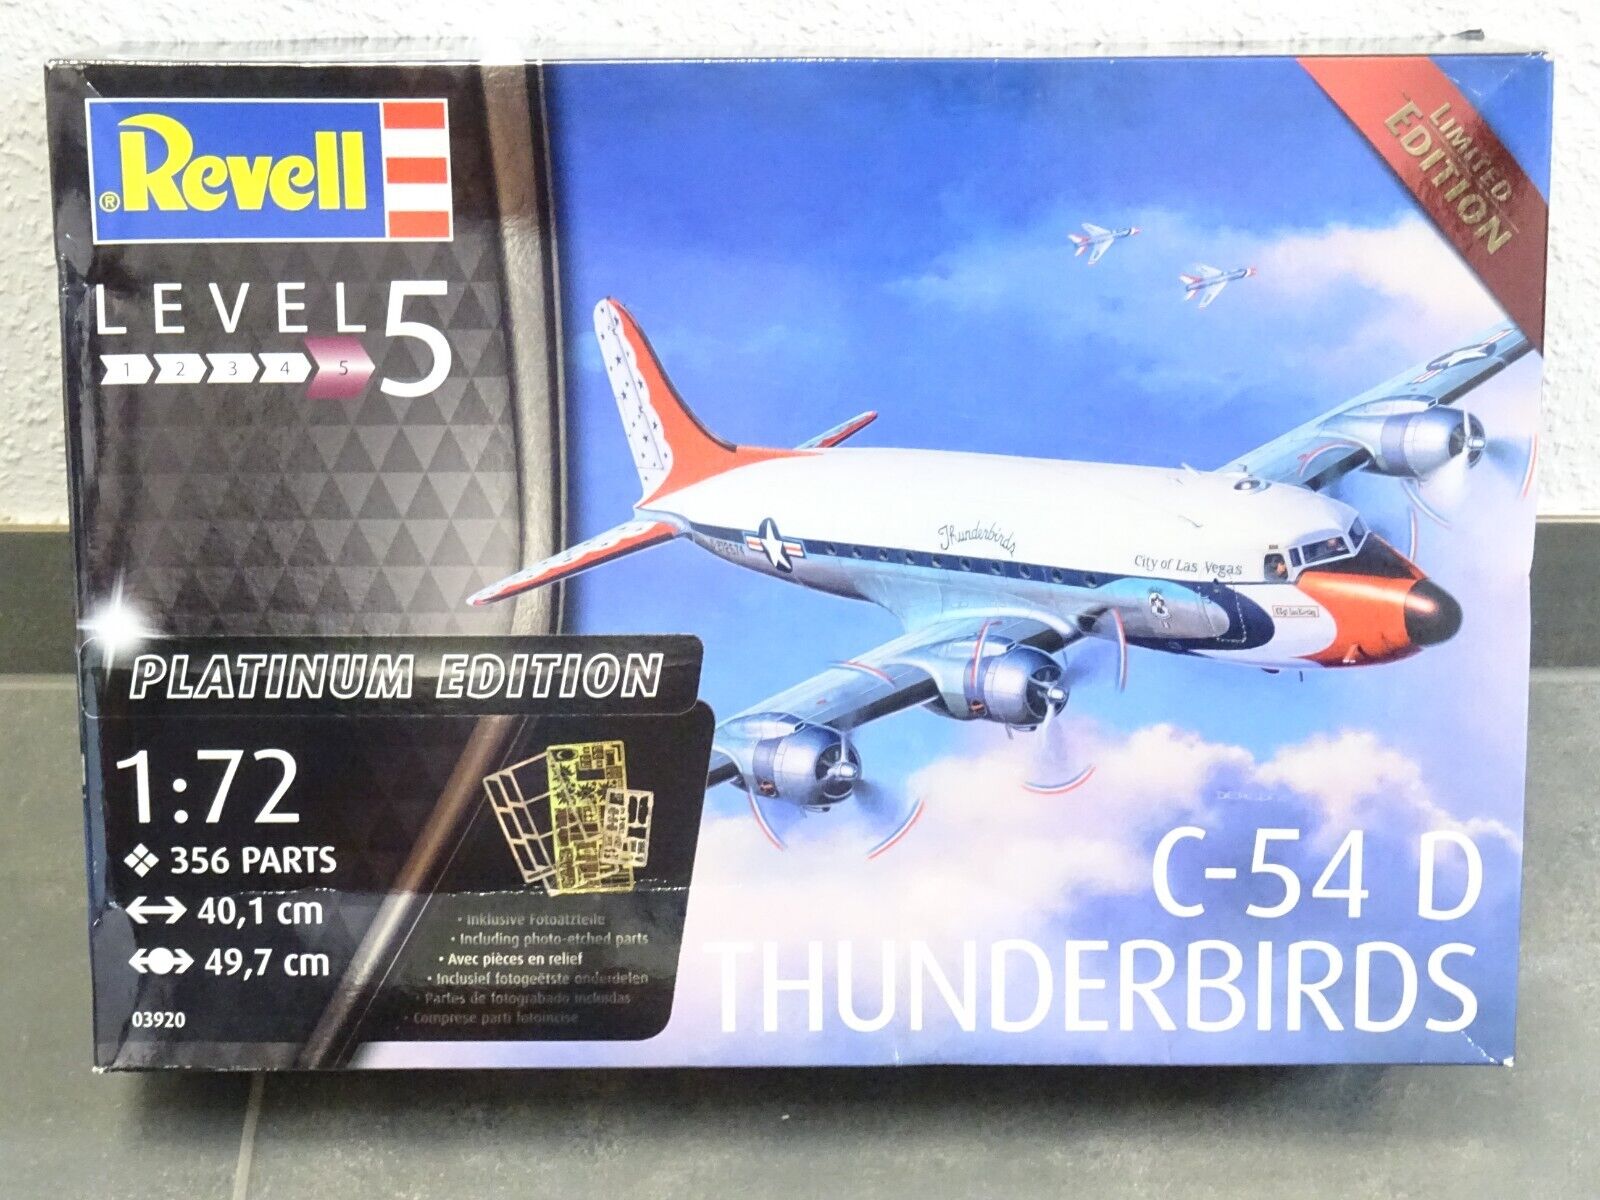 Revell
®
LIMITED
EDITION
LEVEL 5
1 2 3 4 5
Thunderbirds
City of Las Vegas
PLATINUM EDITION
1:72
356 PARTS
40,1 cm
49,7 cm
03920
• Inklusive Fotoätzteile
• Including photo-etched parts
• Avec pièces en relief
• Inclusief fotogeëtste onderdelen
• Partes de fotograbado incluidas
• Comprese parti fotoincise
C-54 D
THUNDERBIRDS